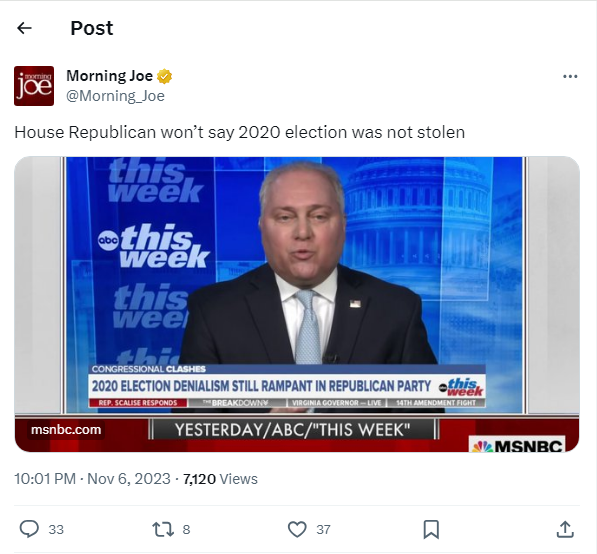 Post
morning
joe
Morning Joe
@Morning_Joe
House Republican won’t say 2020 election was not stolen
this
week
abc this
week
this
week
this
CONGRESSIONAL CLASHES
2020 ELECTION DENIALISM STILL RAMPANT IN REPUBLICAN PARTY
abc this
week
REP. SCALISE RESPONDS THE BREAKDOWN VIRGINIA GOVERNOR – LIVE 14TH AMENDMENT FIGHT
msnbc.com
YESTERDAY/ABC/"THIS WEEK"
MSNBC
10:01 PM · Nov 6, 2023 · 7,120 Views
33 8 37